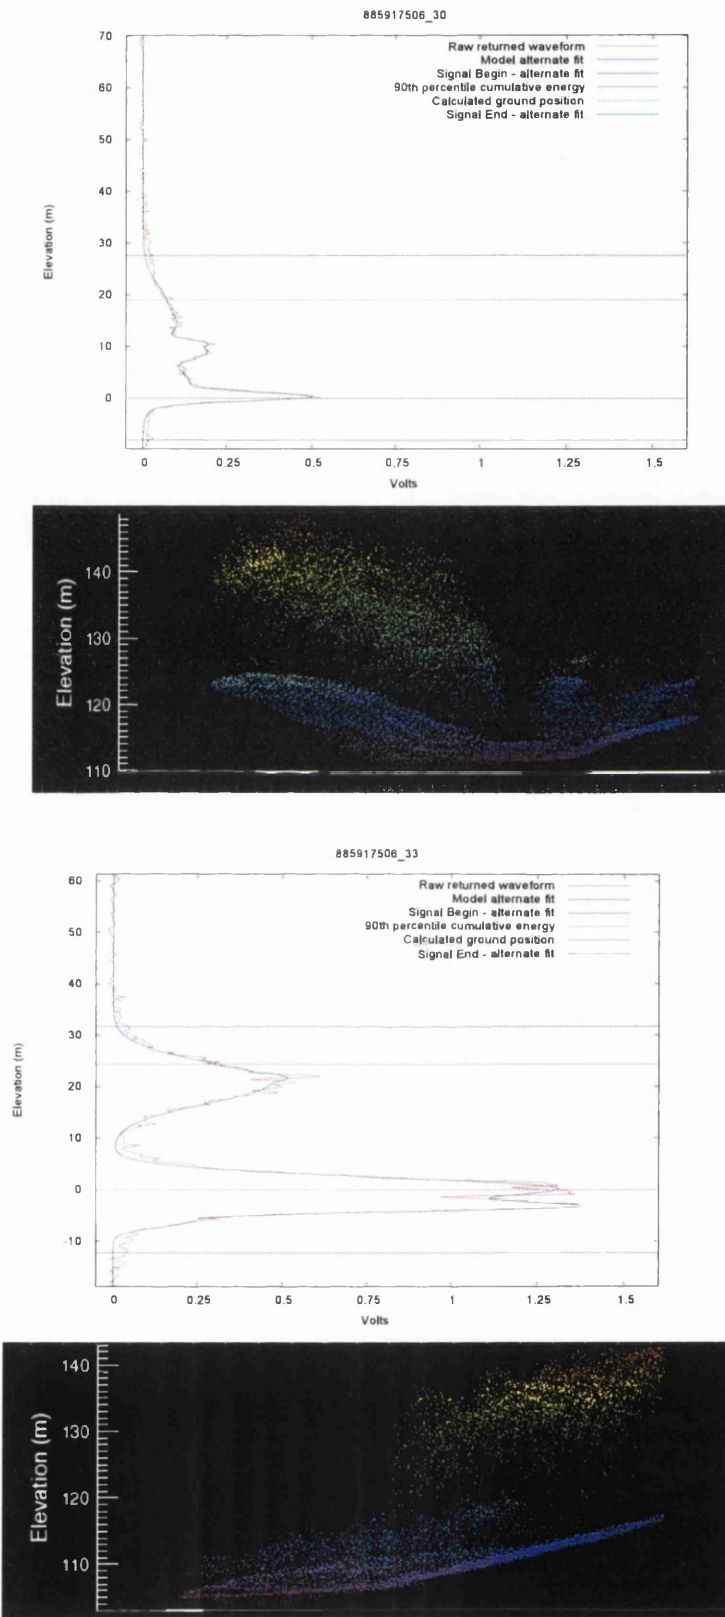 885917506_30
70
60
50
40
30
20
10
0
Elevation (m)
Raw returned waveform
Model alternate fit
Signal Begin - alternate fit
90th percentile cumulative energy
Calculated ground position
Signal End - alternate fit
0 0.25 0.5 0.75 1 1.25 1.5
Volts
Elevation (m)
140
130
120
110
885917506_33
60
50
40
30
20
10
0
-10
Elevation (m)
Raw returned waveform
Model alternate fit
Signal Begin - alternate fit
90th percentile cumulative energy
Calculated ground position
Signal End - alternate fit
0 0.25 0.5 0.75 1 1.25 1.5
Volts
Elevation (m)
140
130
120
110